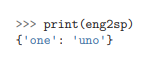 >>> print(eng2sp)
{'one': 'uno'}